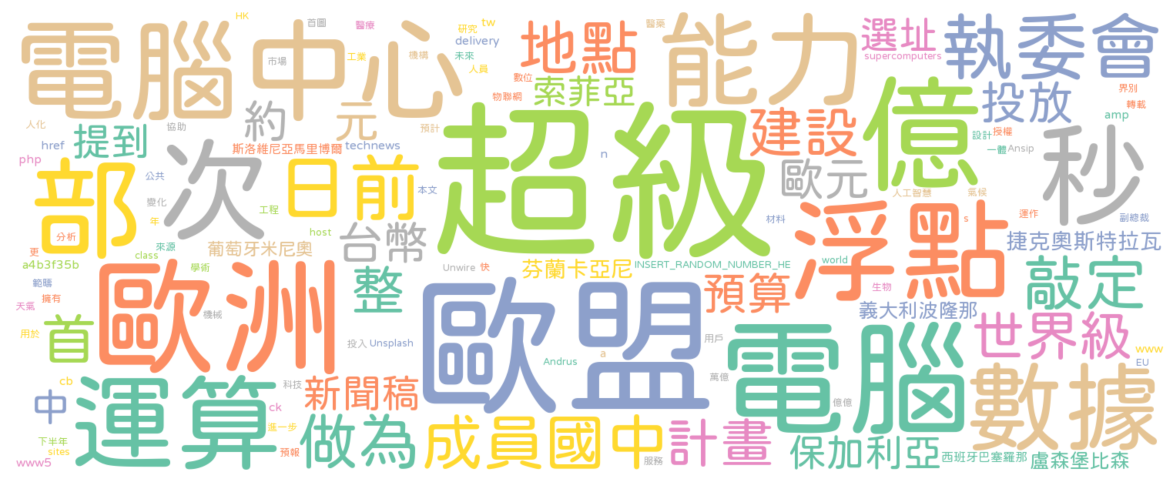 HK
百圖
醫療
研究
tw
醫藥
電腦中心
地點
能力
選址
執委會
delivery
supercomputers
市場
工業
機構
未來
人員
數位
索菲亞
投放
界別
物聯網
轉載
人化
提到
協助
約
元
預計
超級
億
建設
amp
設計
授權
href
斯洛維尼亞馬里博爾
technews
一體
Ansip
php
部
次
日前
n
歐元
秒
公共
本文
人工智慧
氣候
變化
年
工程
材料
浮點
s
運作
副總裁
更
分析
來源
葡萄牙米尼奧
host
台幣
捷克奧斯特拉瓦
class
a4b3f35b
學術
Unwire
快
芬蘭卡亞尼
INSERT_RANDOM_NUMBER_HE
world
範疇
擁有
天氣
歐洲
整
歐盟
預算
生物
敲定
用於
首
機械
義大利波隆那
世界級
投入
Unsplash
Andrus
a
用戶
電腦
www
EU
cb
運算
科技
新聞稿
萬億
數據
中
ck
億億
進一步
下半年
sites
做為
成員國中
計畫
預報
服務
保加利亞
西班牙巴塞羅那
盧森堡比森
www5